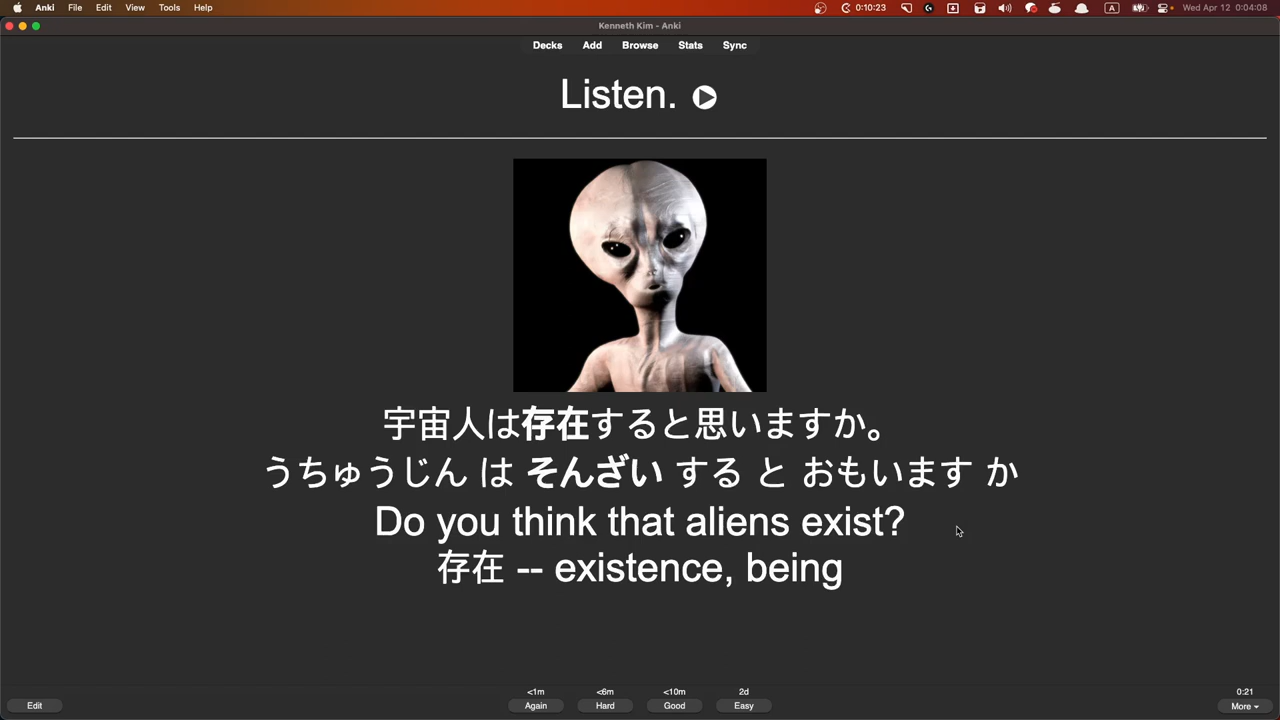 Anki File Edit View Tools Help 0:10:23 A Wed Apr 12 0:04:08
Kenneth Kim - Anki
Decks Add Browse Stats Sync
Listen.
宇宙人は存在すると思いますか。
うちゅうじん は そんざい する と おもいます か
Do you think that aliens exist?
存在 -- existence, being
<1m <6m <10m 2d 0:21
Edit Again Hard Good Easy More